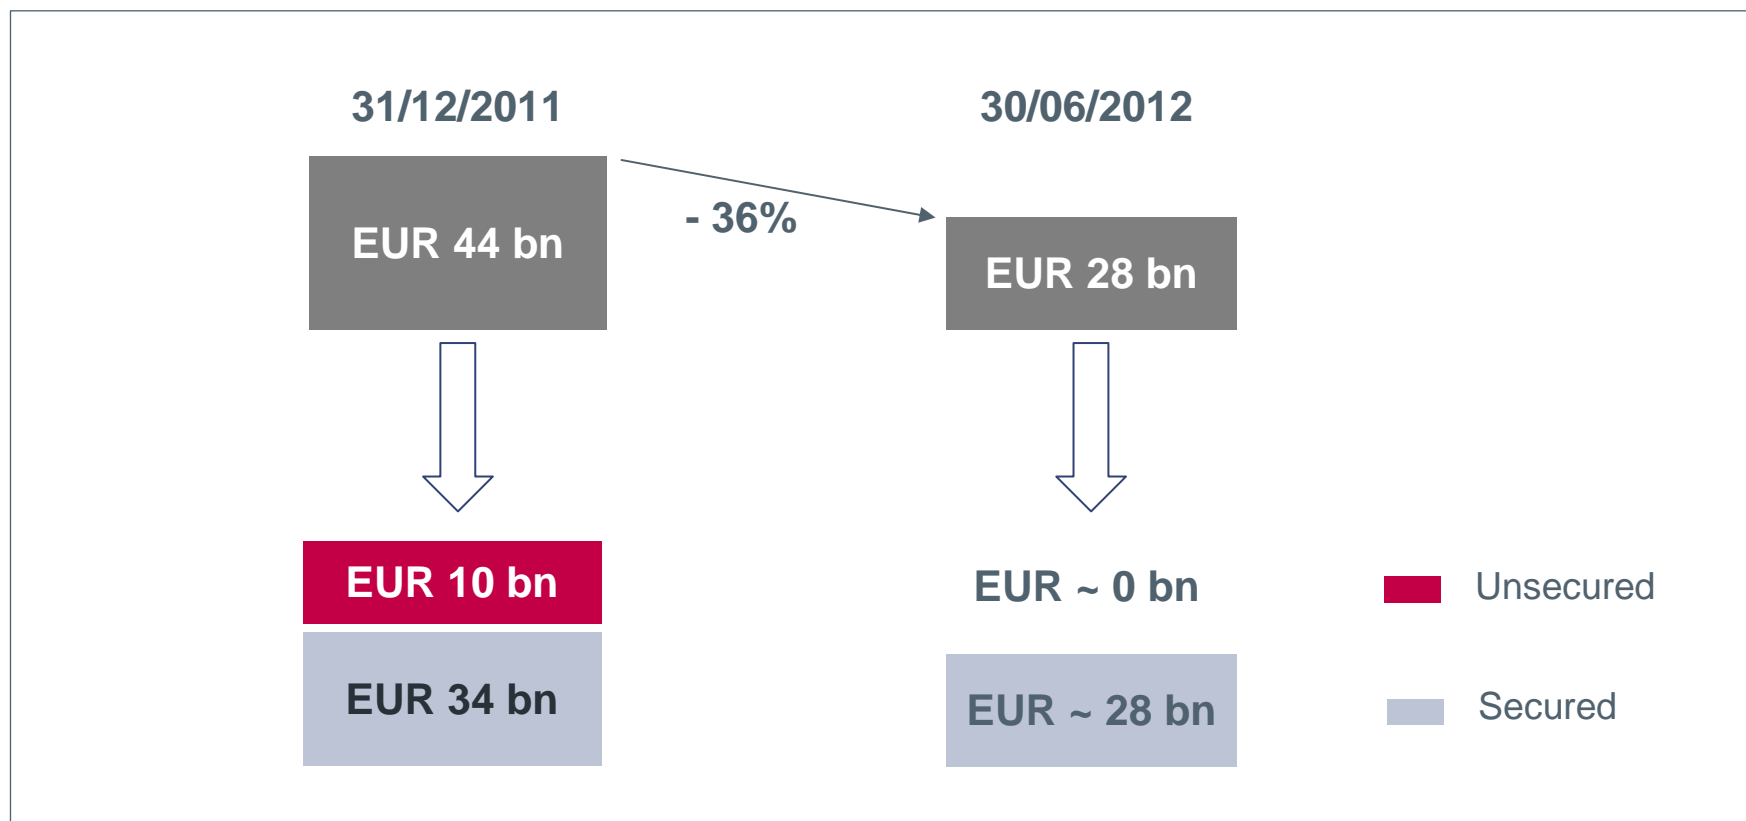 31/12/2011
30/06/2012
EUR 44 bn
- 36%
EUR 28 bn
EUR 10 bn
EUR ~ 0 bn
Unsecured
EUR 34 bn
EUR ~ 28 bn
Secured